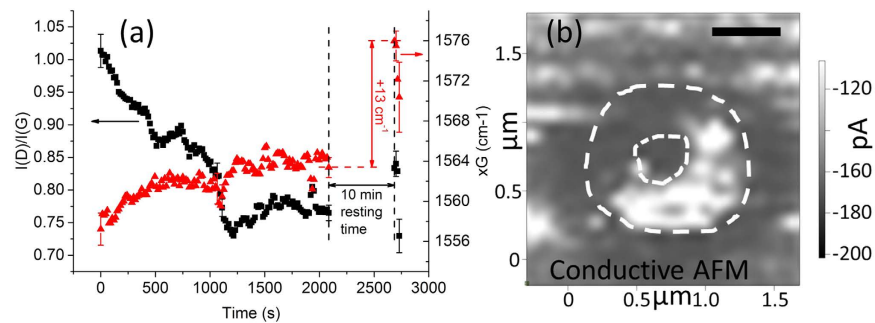 (a)
1.05
1.00
0.95
0.90
0.85
0.80
0.75
0.70
I(D)/I(G)
0
500
1000
1500
2000
2500
3000
Time (s)
+13 cm-1
10 min
resting
time
1576
1572
1568
1564
1560
1556
xG (cm-1)
(b)
1.5
1.0
0.5
0
µm
Conductive AFM
0
0.5
µm
1.0
1.5
-120
-160
-200
pA